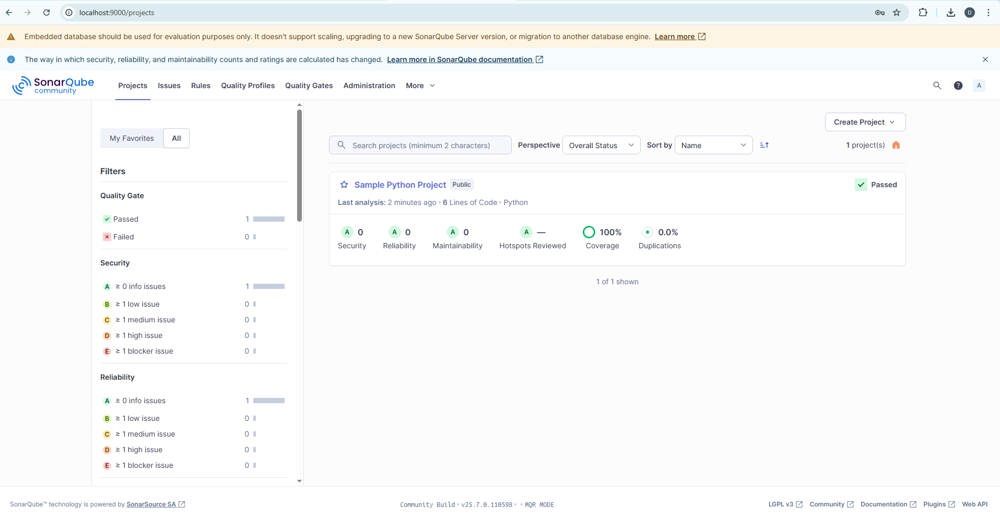 localhost:9000/projects
D
Embedded database should be used for evaluation purposes only. It doesn't support scaling, upgrading to a new SonarQube Server version, or migration to another database engine. Learn more
The way in which security, reliability, and maintainability counts and ratings are calculated has changed. Learn more in SonarQube documentation
SonarQube community
Projects Issues Rules Quality Profiles Quality Gates Administration More
? A
My Favorites All
Filters
Quality Gate
Passed 1
Failed 0
Security
A ≥ 0 info issues 1
B ≥ 1 low issue 0
C ≥ 1 medium issue 0
D ≥ 1 high issue 0
E ≥ 1 blocker issue 0
Reliability
A ≥ 0 info issues 1
B ≥ 1 low issue 0
C ≥ 1 medium issue 0
D ≥ 1 high issue 0
E ≥ 1 blocker issue 0
Create Project
Search projects (minimum 2 characters) Perspective Overall Status Sort by Name 1 project(s)
Sample Python Project Public Passed
Last analysis: 2 minutes ago • 6 Lines of Code • Python
A 0 A 0 A 0 A — 100% 0.0%
Security Reliability Maintainability Hotspots Reviewed Coverage Duplications
1 of 1 shown
SonarQube™ technology is powered by SonarSource SA
Community Build • v25.7.0.110598 • • MQR MODE
LGPL v3 Community Documentation Plugins Web API